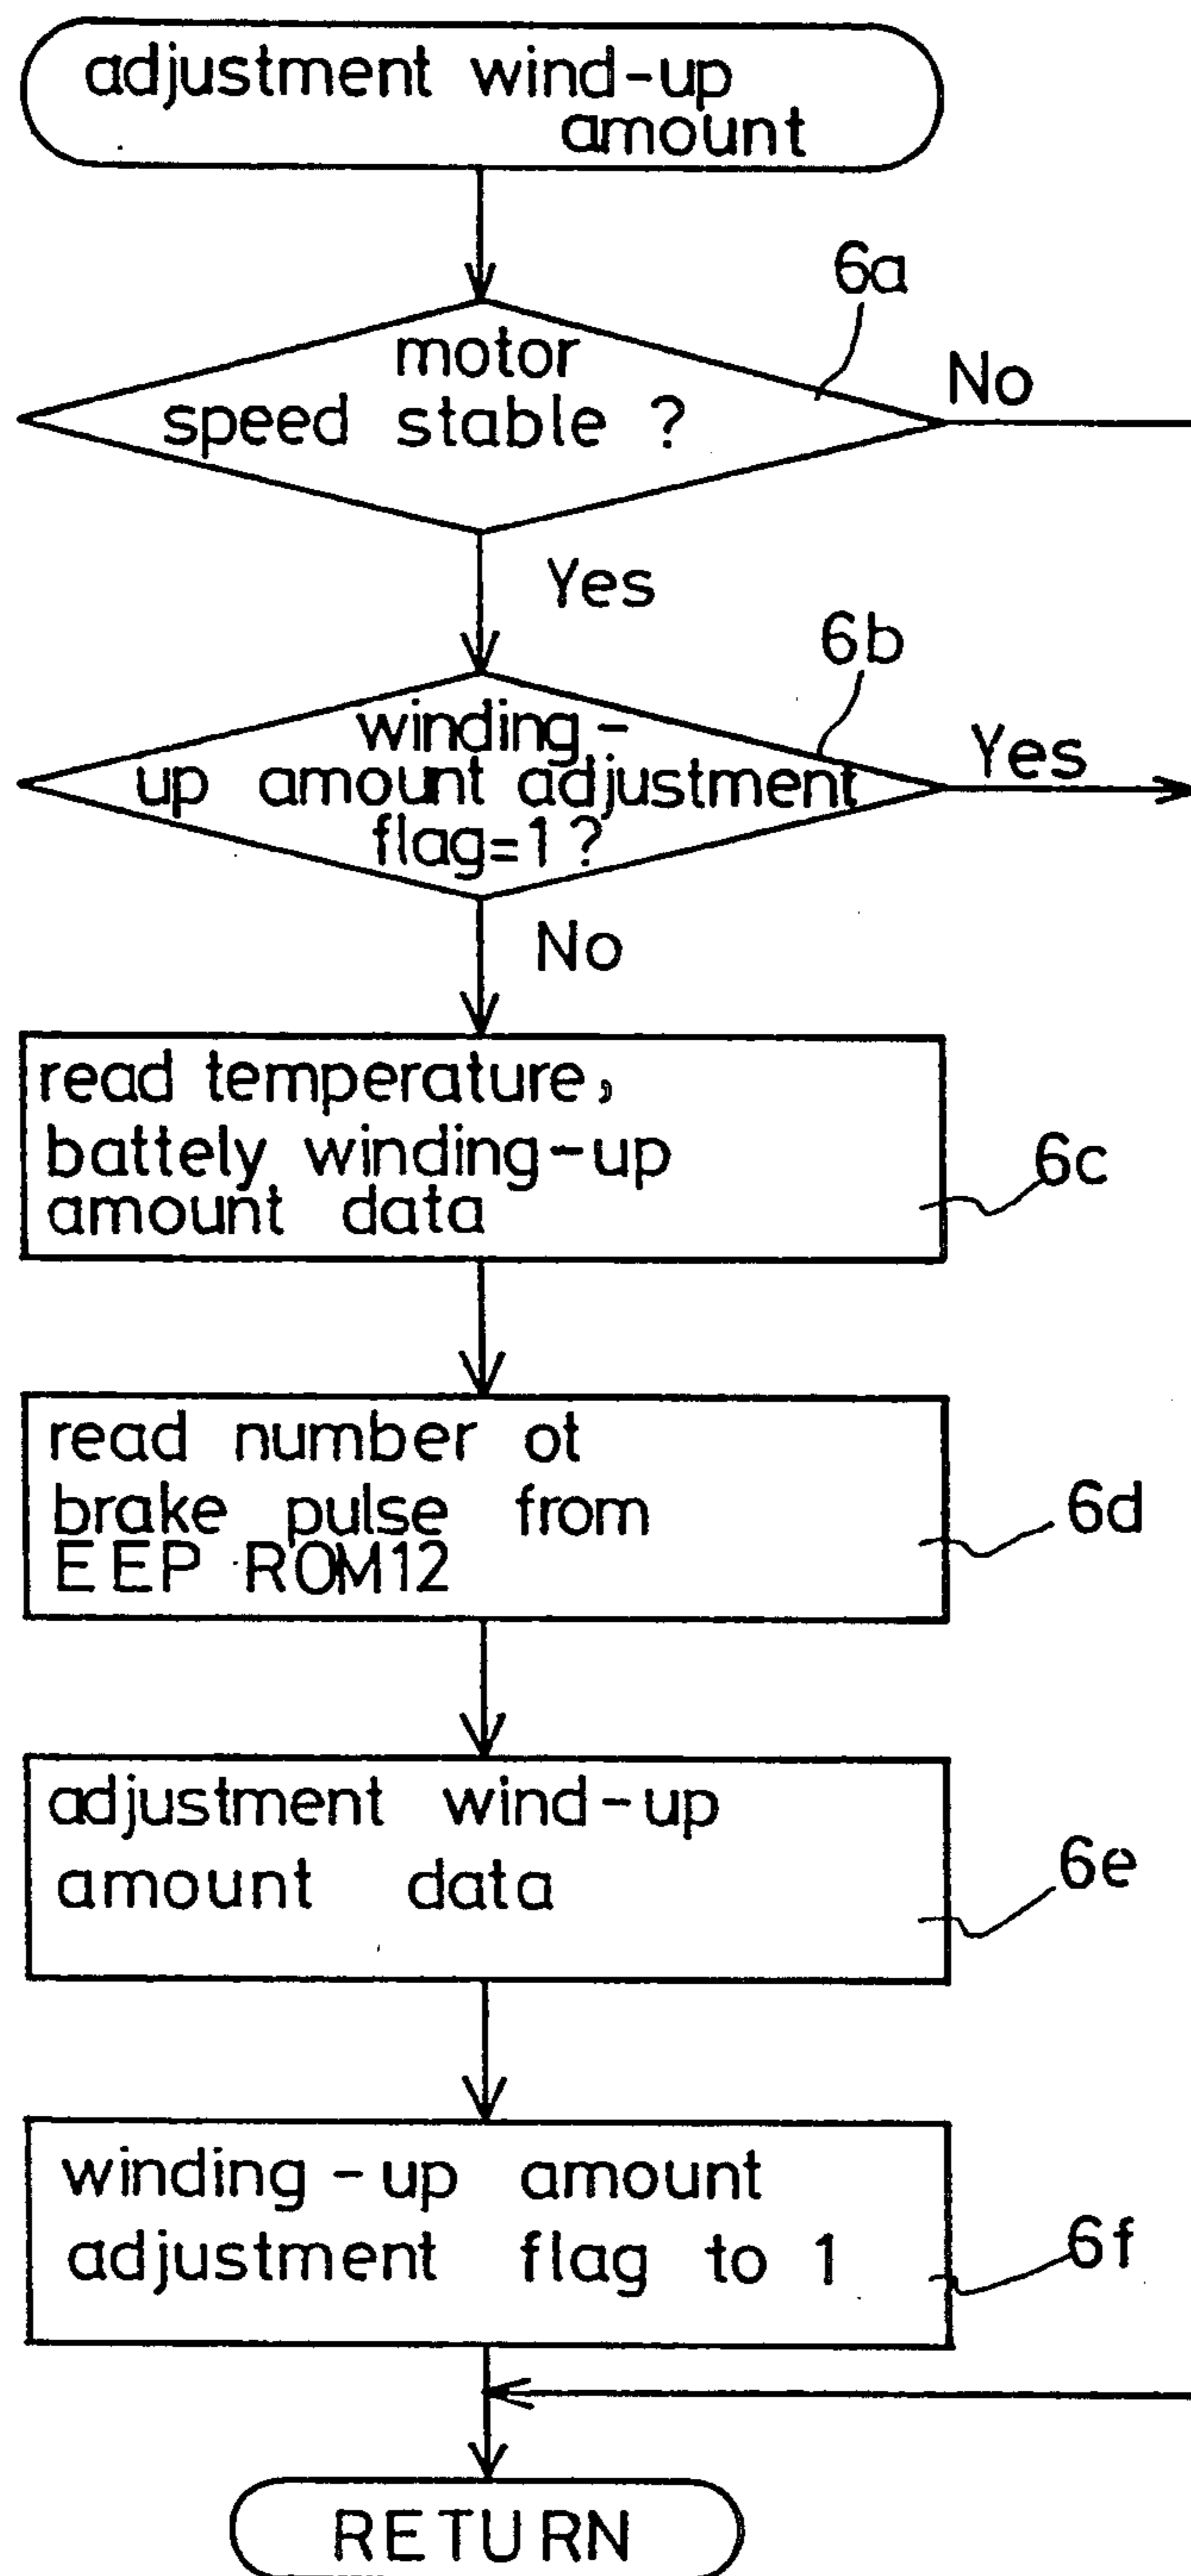 adjustment wind-up
amount
6a
motor
speed stable ?
No
Yes
6b
winding-
up amount adjustment
flag=1 ?
Yes
No
read temperature,
battely winding-up
amount data
6c
read number ot
brake pulse from
EEP ROM12
6d
adjustment wind-up
amount data
6e
winding-up amount
adjustment flag to 1
6f
RETURN